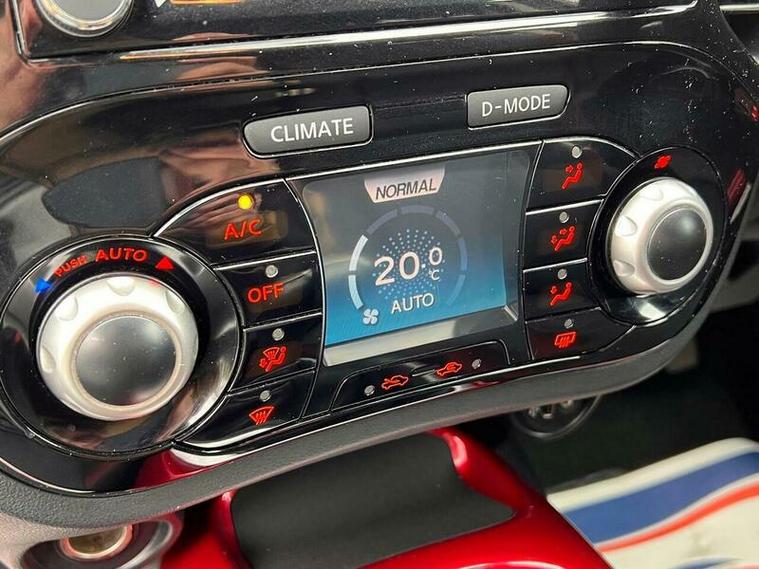 CLIMATE
D-MODE
NORMAL
A/C
PUSH AUTO
20.0
°C
OFF
AUTO